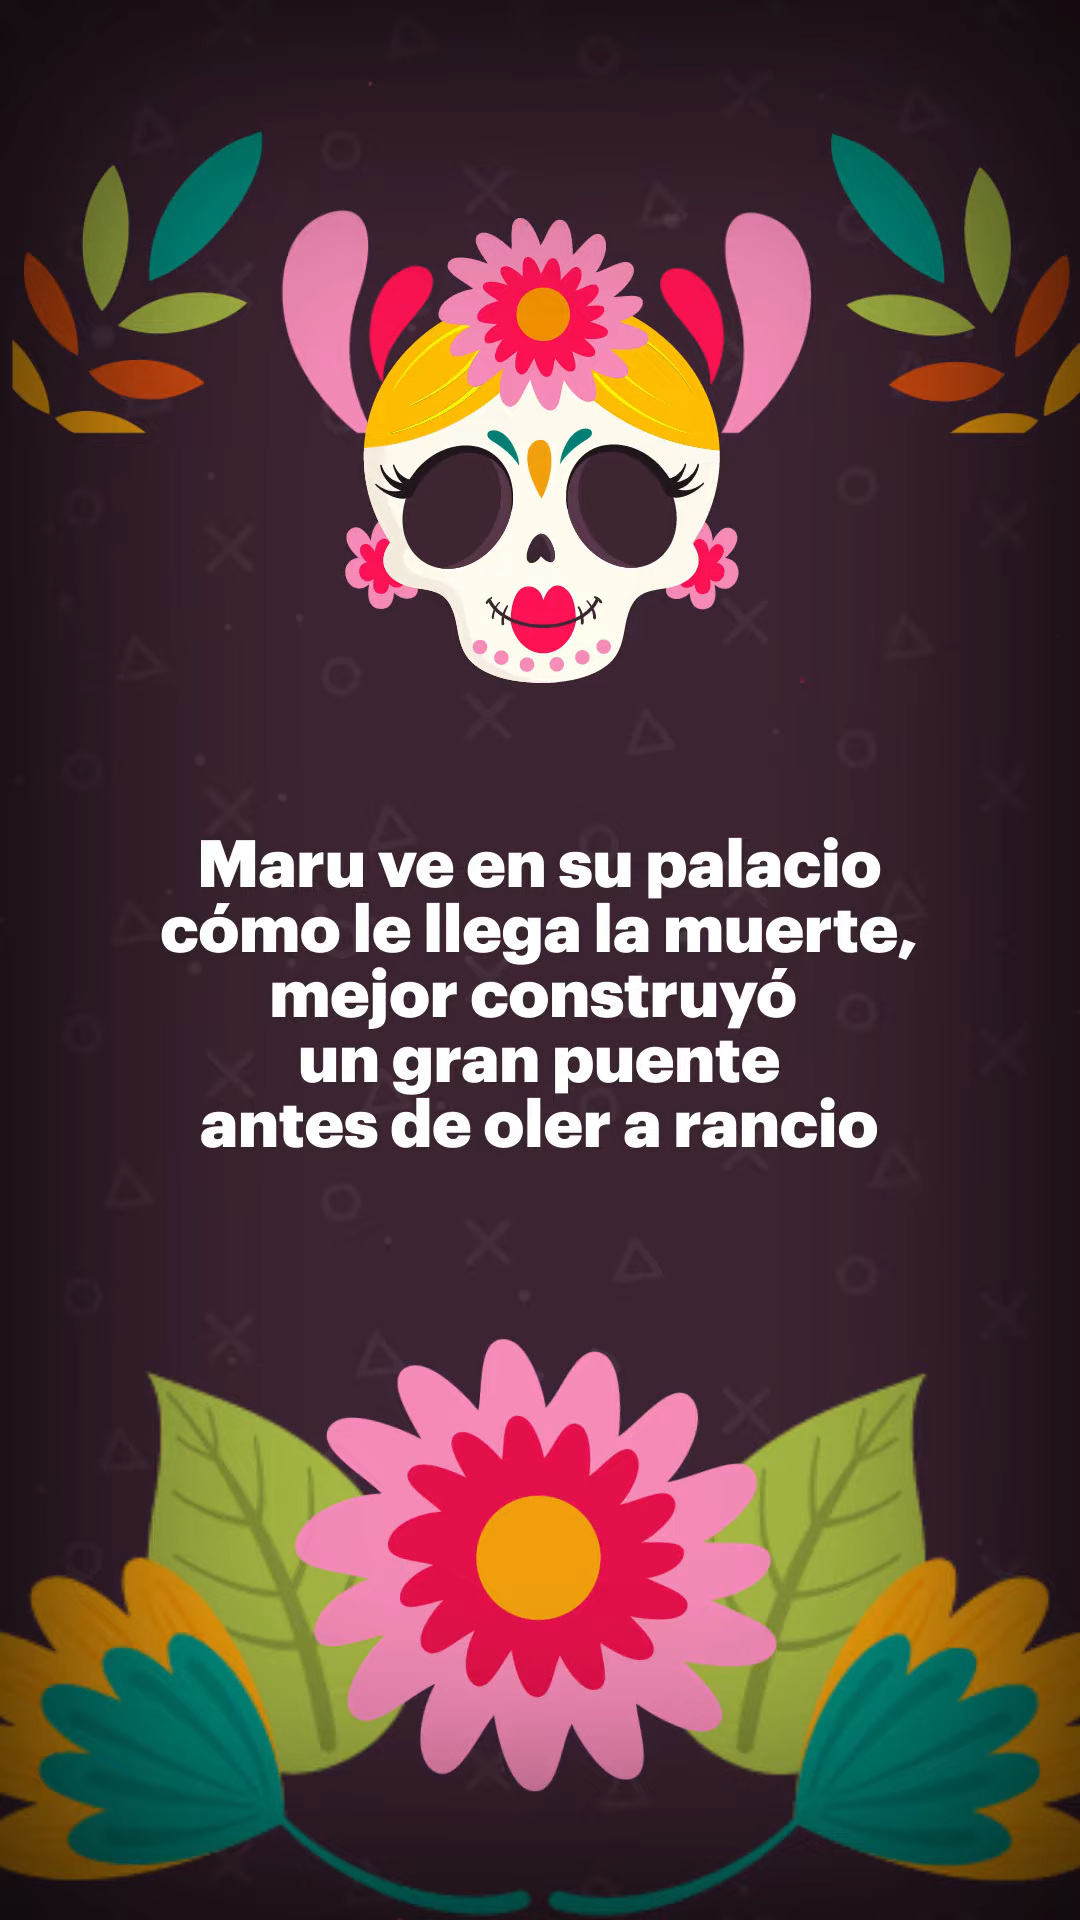 Maru ve en su palacio
cómo le llega la muerte,
mejor construyó
un gran puente
antes de oler a rancio